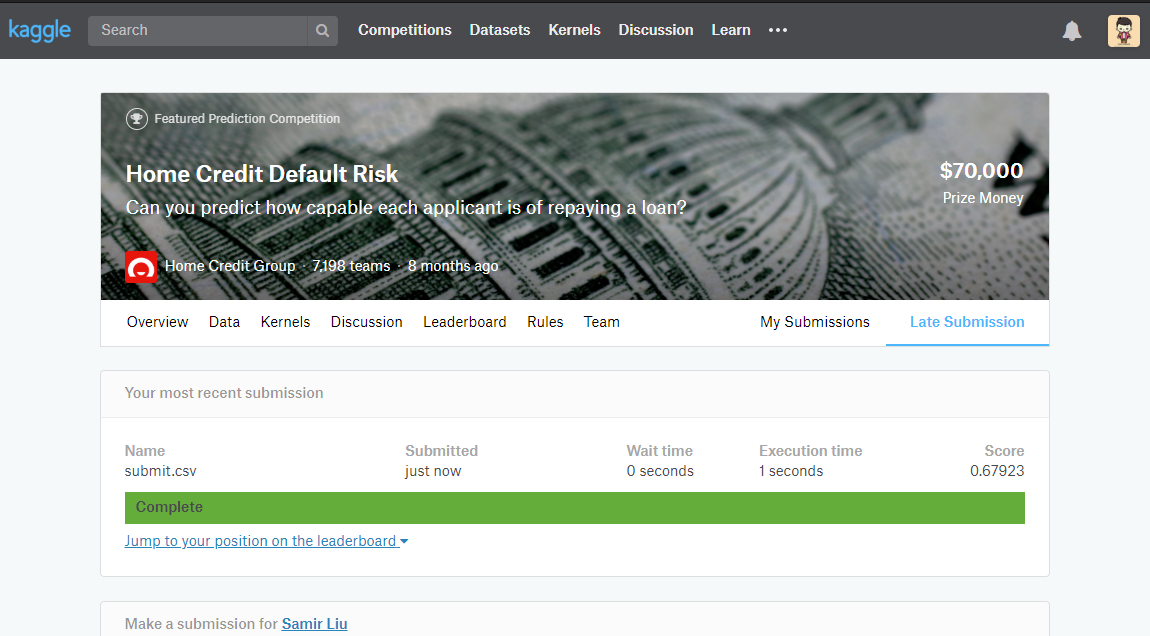 kaggle Search Competitions Datasets Kernels Discussion Learn
Featured Prediction Competition
Home Credit Default Risk
Can you predict how capable each applicant is of repaying a loan?
$70,000
Prize Money
Home Credit Group · 7,198 teams · 8 months ago
Overview Data Kernels Discussion Leaderboard Rules Team My Submissions Late Submission
Your most recent submission
Name Submitted Wait time Execution time Score
submit.csv just now 0 seconds 1 seconds 0.67923
Complete
Jump to your position on the leaderboard
Make a submission for Samir Liu